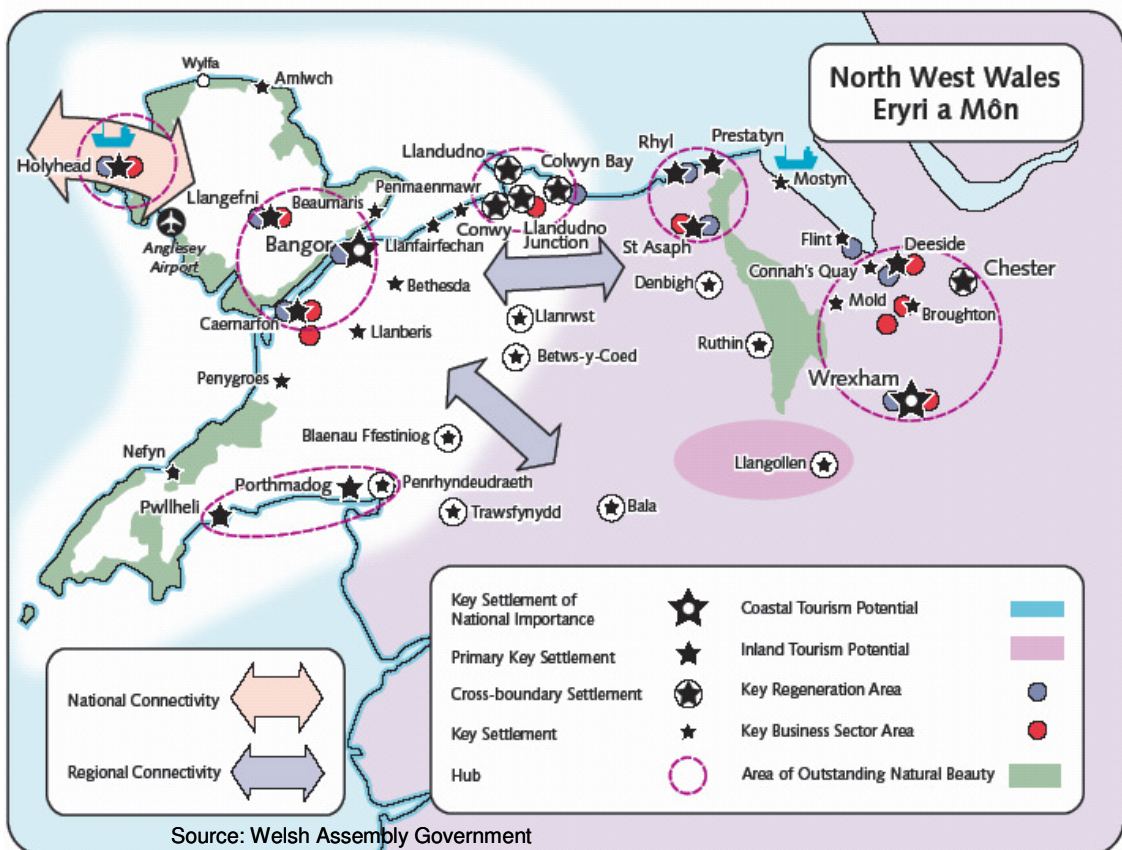 North West Wales
Eryri a Môn
Wylfa
Amlwch
Holyhead
Llangefni
Beaumaris
Penmaenmawr
Llandudno
Colwyn Bay
Rhyl
Prestatyn
Mostyn
Anglesey
Airport
Bangor
Llanfairfechan
Conwy
Llandudno
Junction
St Asaph
Flint
Deeside
Connah's Quay
Chester
Bethesda
Denbigh
Mold
Broughton
Caernarfon
Llanberis
Llanrwst
Betws-y-Coed
Ruthin
Wrexham
Penygroes
Blaenau Ffestiniog
Llangollen
Nefyn
Porthmadog
Penrhyndeudraeth
Pwllheli
Trawsfynydd
Bala
Key Settlement of
National Importance
Primary Key Settlement
Cross-boundary Settlement
Key Settlement
Hub
Coastal Tourism Potential
Inland Tourism Potential
Key Regeneration Area
Key Business Sector Area
Area of Outstanding Natural Beauty
National Connectivity
Regional Connectivity
Source: Welsh Assembly Government